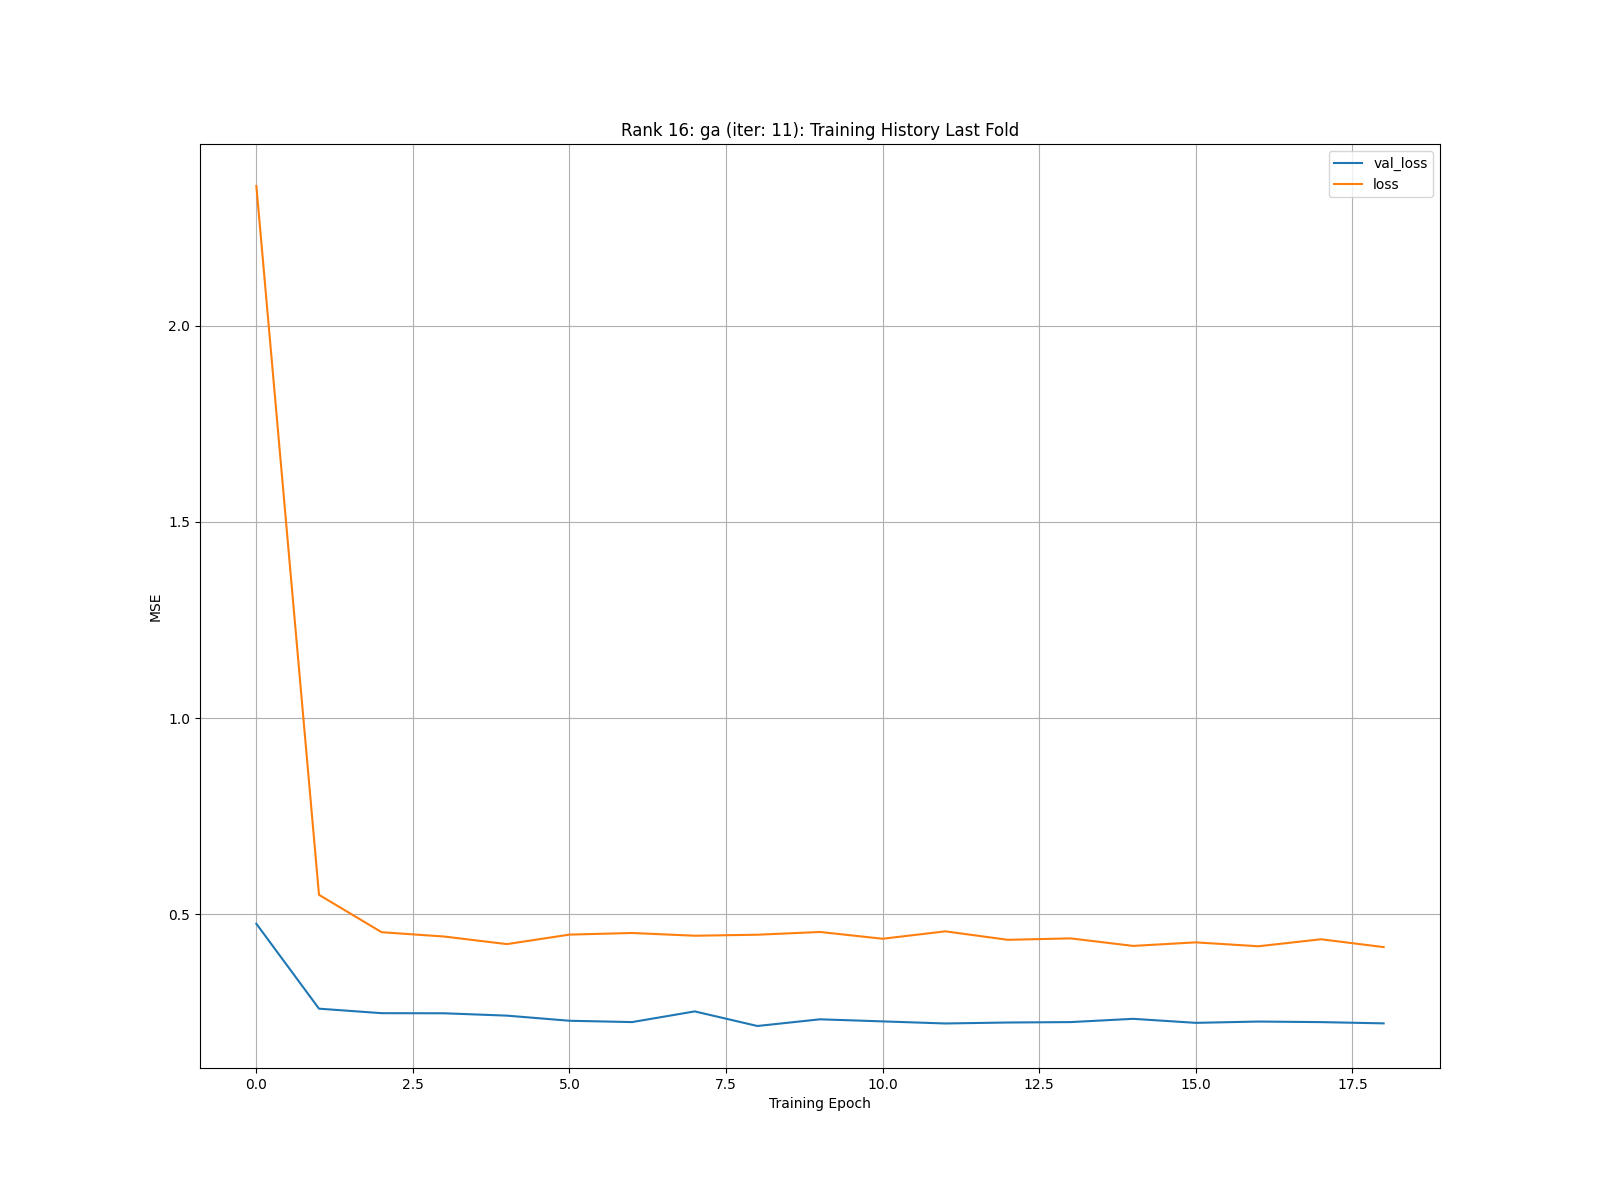 Rank 16: ga (iter: 11): Training History Last Fold
val_loss
loss
2.0
1.5
1.0
0.5
MSE
0.0 2.5 5.0 7.5 10.0 12.5 15.0 17.5
Training Epoch